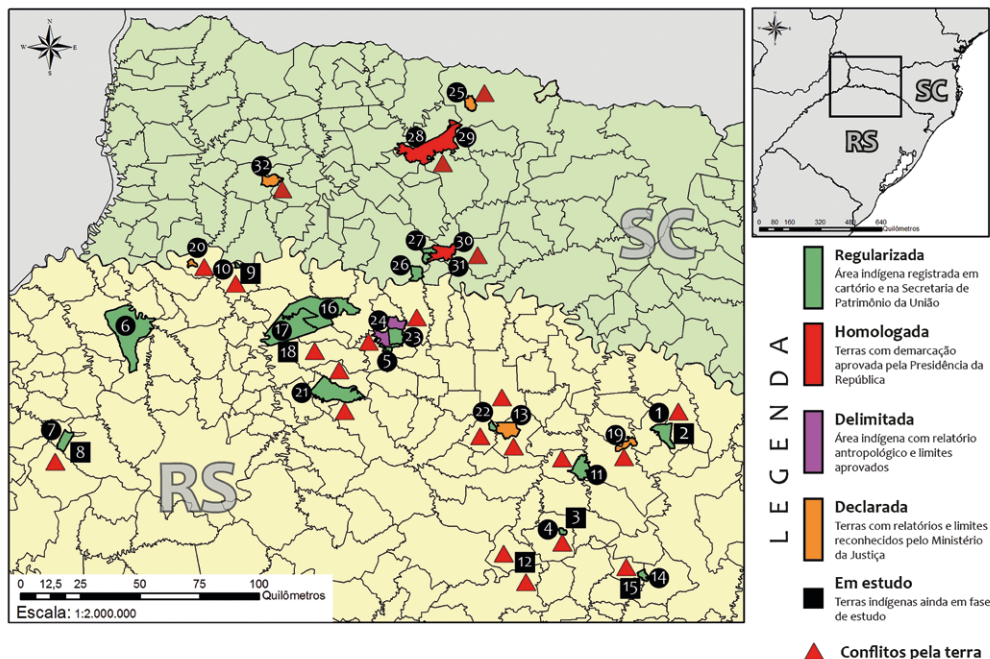 N
W
E
S
25
28
29
32
SC
20
10
9
27
30
26
31
6
16
17
18
24
23
5
21
7
8
RS
22
13
1
19
2
11
3
4
12
14
15
0 12,5 25 50 75 100
Quilômetros
Escala: 1:2.000.000
N
W
E
S
SC
RS
0 80 160 320 480 640
Quilômetros
LEGENDA
Regularizada
Área indígena registrada em
cartório e na Secretaria de
Patrimônio da União
Homologada
Terras com demarcação
aprovada pela Presidência da
República
Delimitada
Área indígena com relatório
antropológico e limites
aprovados
Declarada
Terras com relatórios e limites
reconhecidos pelo Ministério
da Justiça
Em estudo
Terras indígenas ainda em fase
de estudo
Conflitos pela terra